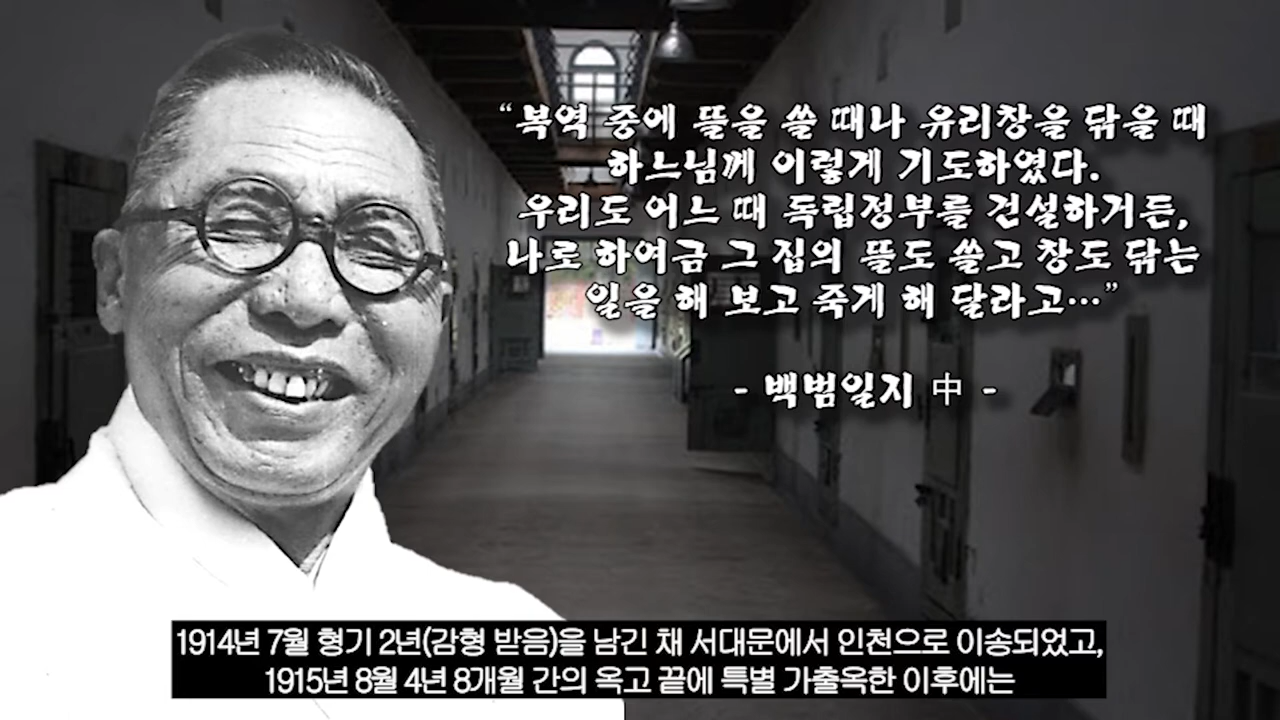 “복역 중에 뜰을 쓸 때나 유리창을 닦을 때
하느님께 이렇게 기도하였다.
우리도 어느 때 독립정부를 건설하거든,
나로 하여금 그 집의 뜰도 쓸고 창도 닦는
일을 해 보고 죽게 해 달라고…”
- 백범일지 中 -
1914년 7월 형기 2년(감형 받음)을 남긴 채 서대문에서 인천으로 이송되었고,
1915년 8월 4년 8개월 간의 옥고 끝에 특별 가출옥한 이후에는